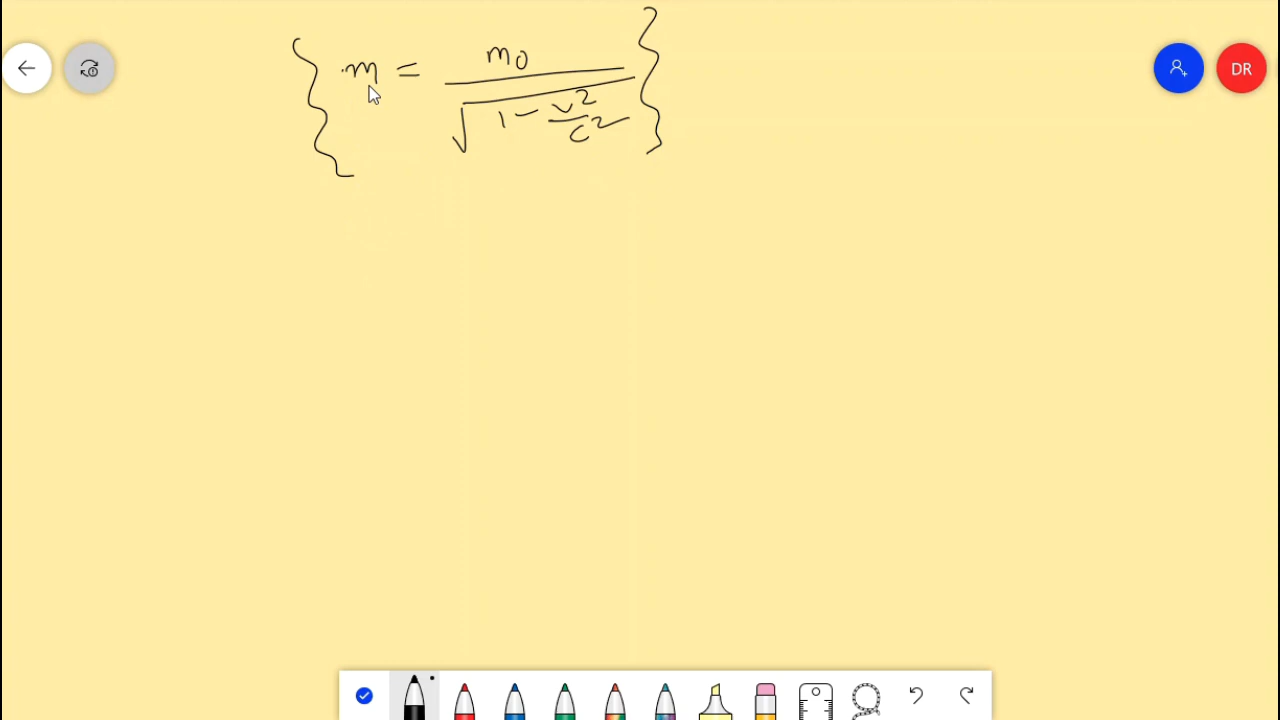 m = m₀ / √(1 - v²/c²)
DR